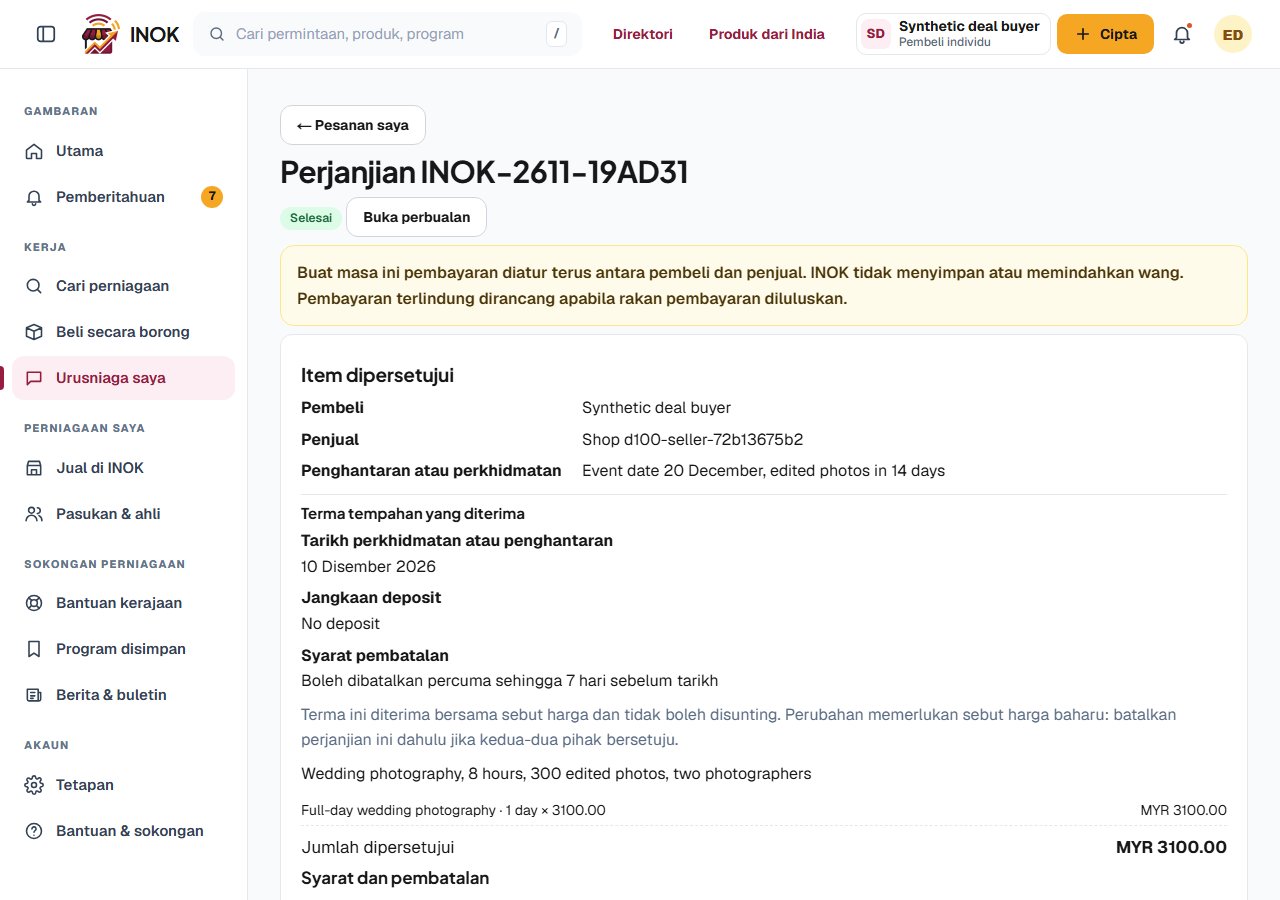 INOK
Cari permintaan, produk, program
/
Direktori
Produk dari India
SD
Synthetic deal buyer
Pembeli individu
+ Cipta
ED
GAMBARAN
Utama
Pemberitahuan
7
KERJA
Cari perniagaan
Beli secara borong
Urusniaga saya
PERNIAGAAN SAYA
Jual di INOK
Pasukan & ahli
SOKONGAN PERNIAGAAN
Bantuan kerajaan
Program disimpan
Berita & buletin
AKAUN
Tetapan
Bantuan & sokongan
← Pesanan saya
Perjanjian INOK-2611-19AD31
Selesai
Buka perbualan
Buat masa ini pembayaran diatur terus antara pembeli dan penjual. INOK tidak menyimpan atau memindahkan wang.
Pembayaran terlindung dirancang apabila rakan pembayaran diluluskan.
Item dipersetujui
Pembeli Synthetic deal buyer
Penjual Shop d100-seller-72b13675b2
Penghantaran atau perkhidmatan Event date 20 December, edited photos in 14 days
Terma tempahan yang diterima
Tarikh perkhidmatan atau penghantaran
10 Disember 2026
Jangkaan deposit
No deposit
Syarat pembatalan
Boleh dibatalkan percuma sehingga 7 hari sebelum tarikh
Terma ini diterima bersama sebut harga dan tidak boleh disunting. Perubahan memerlukan sebut harga baharu: batalkan
perjanjian ini dahulu jika kedua-dua pihak bersetuju.
Wedding photography, 8 hours, 300 edited photos, two photographers
Full-day wedding photography · 1 day × 3100.00 MYR 3100.00
Jumlah dipersetujui MYR 3100.00
Syarat dan pembatalan